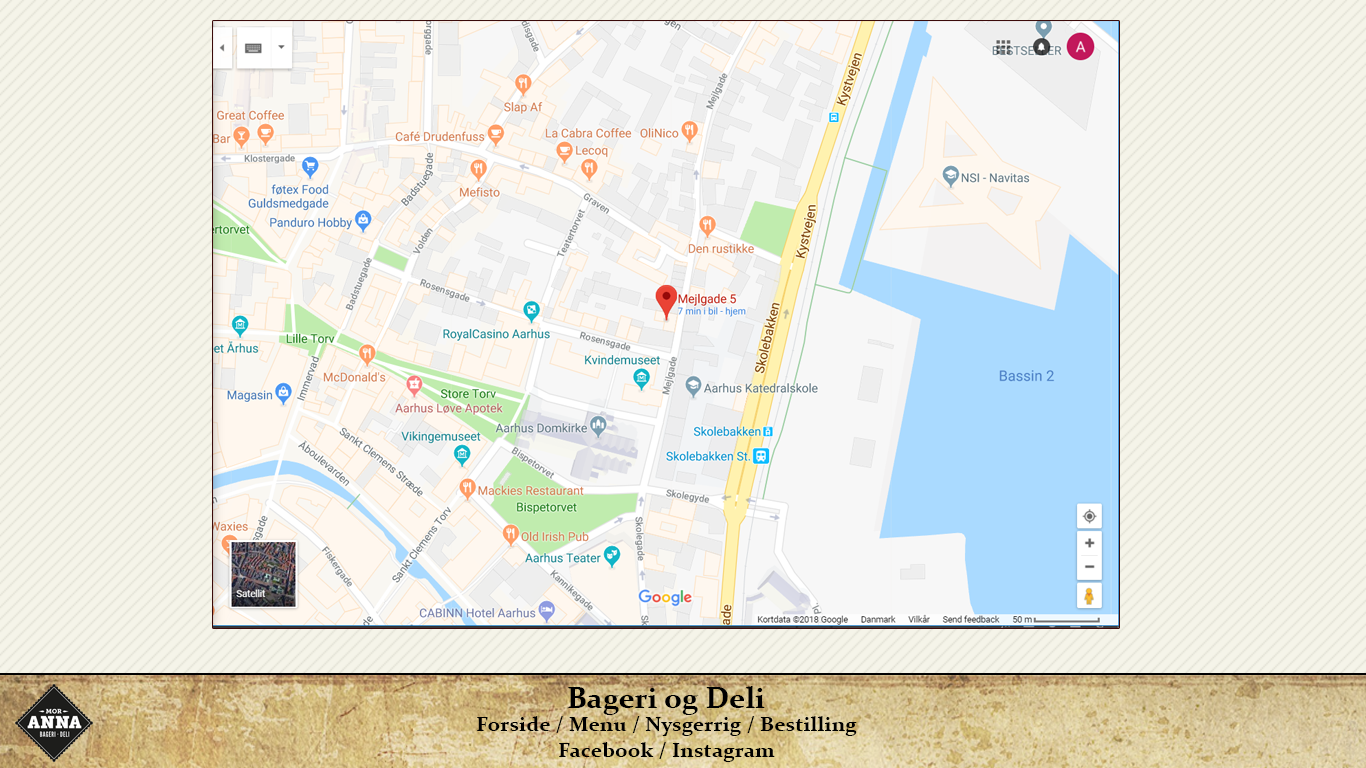 BESTSELLER
A
Kystvejen
Mejlgade
Slap Af
Great Coffee
Bar
Café Drudenfuss
La Cabra Coffee
OliNico
Lecoq
Klostergade
føtex Food
Guldsmedgade
Badstuegade
Mefisto
NSI - Navitas
Panduro Hobby
Graven
Volden
Teatertorvet
Den rustikke
Kystvejen
ertorvet
Badstuegade
Rosensgade
Mejlgade 5
7 min i bil - hjem
RoyalCasino Aarhus
Rosensgade
Skolebakken
et Århus
Lille Torv
Kvindemuseet
McDonald's
Immervad
Mejlgade
Bassin 2
Aarhus Katedralskole
Magasin
Store Torv
Aarhus Løve Apotek
Aarhus Domkirke
Vikingemuseet
Skolebakken
Skolebakken St.
Sankt Clemens Stræde
Åboulevarden
Bispetorvet
Mackies Restaurant
Bispetorvet
Skolegyde
Waxies
Sankt Clemens Torv
Old Irish Pub
Skolegade
Aarhus Teater
Fiskergade
Kannikegade
Satellit
Google
CABINN Hotel Aarhus
Kortdata ©2018 Google Danmark Vilkår Send feedback 50 m
MOR
ANNA
BAGERI · DELI
Bageri og Deli
Forside / Menu / Nysgerrig / Bestilling
Facebook / Instagram